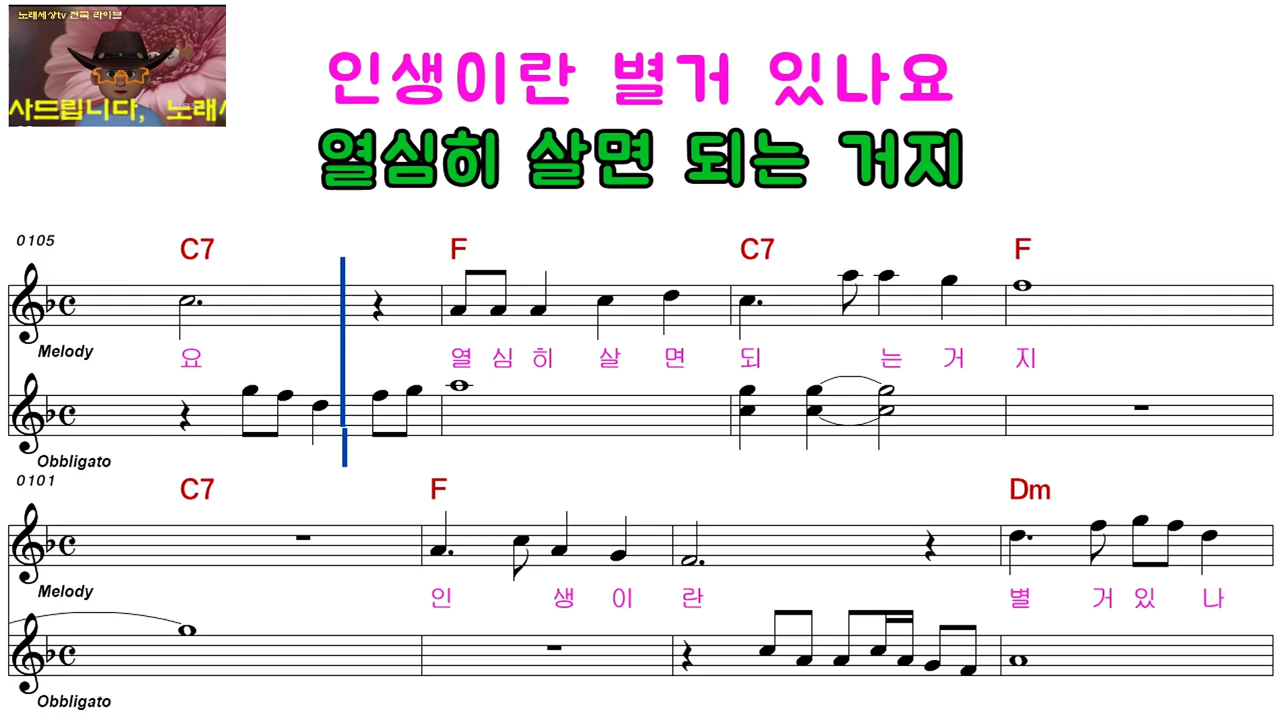 노래세상tv 전국 라이브
사드립니다, 노래세
인생이란 별거 있나요
열심히 살면 되는 거지
0105
C7 F C7 F
Melody
요 열 심 히 살 면 되 는 거 지
Obbligato
0101
C7 F Dm
Melody
인 생 이 란 별 거 있 나
Obbligato